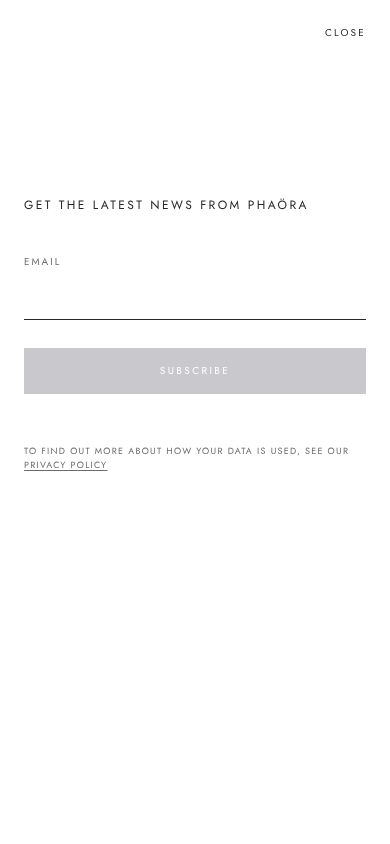 CLOSE
GET THE LATEST NEWS FROM PHAÖRA
EMAIL
SUBSCRIBE
TO FIND OUT MORE ABOUT HOW YOUR DATA IS USED, SEE OUR
PRIVACY POLICY